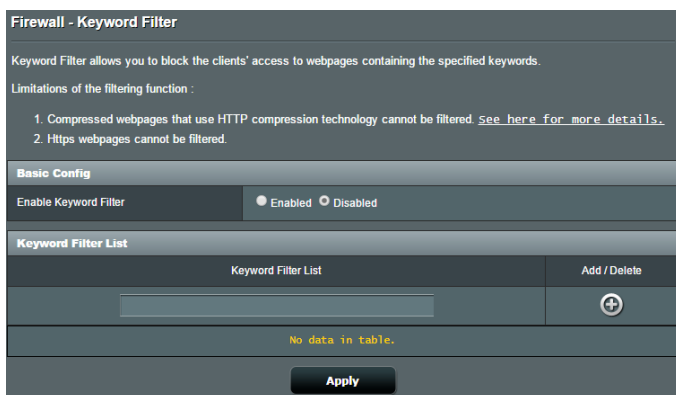 Firewall - Keyword Filter
Keyword Filter allows you to block the clients' access to webpages containing the specified keywords.
Limitations of the filtering function :
1. Compressed webpages that use HTTP compression technology cannot be filtered. See here for more details.
2. Https webpages cannot be filtered.
Basic Config
Enable Keyword Filter Enabled Disabled
Keyword Filter List
Keyword Filter List Add / Delete
No data in table.
Apply